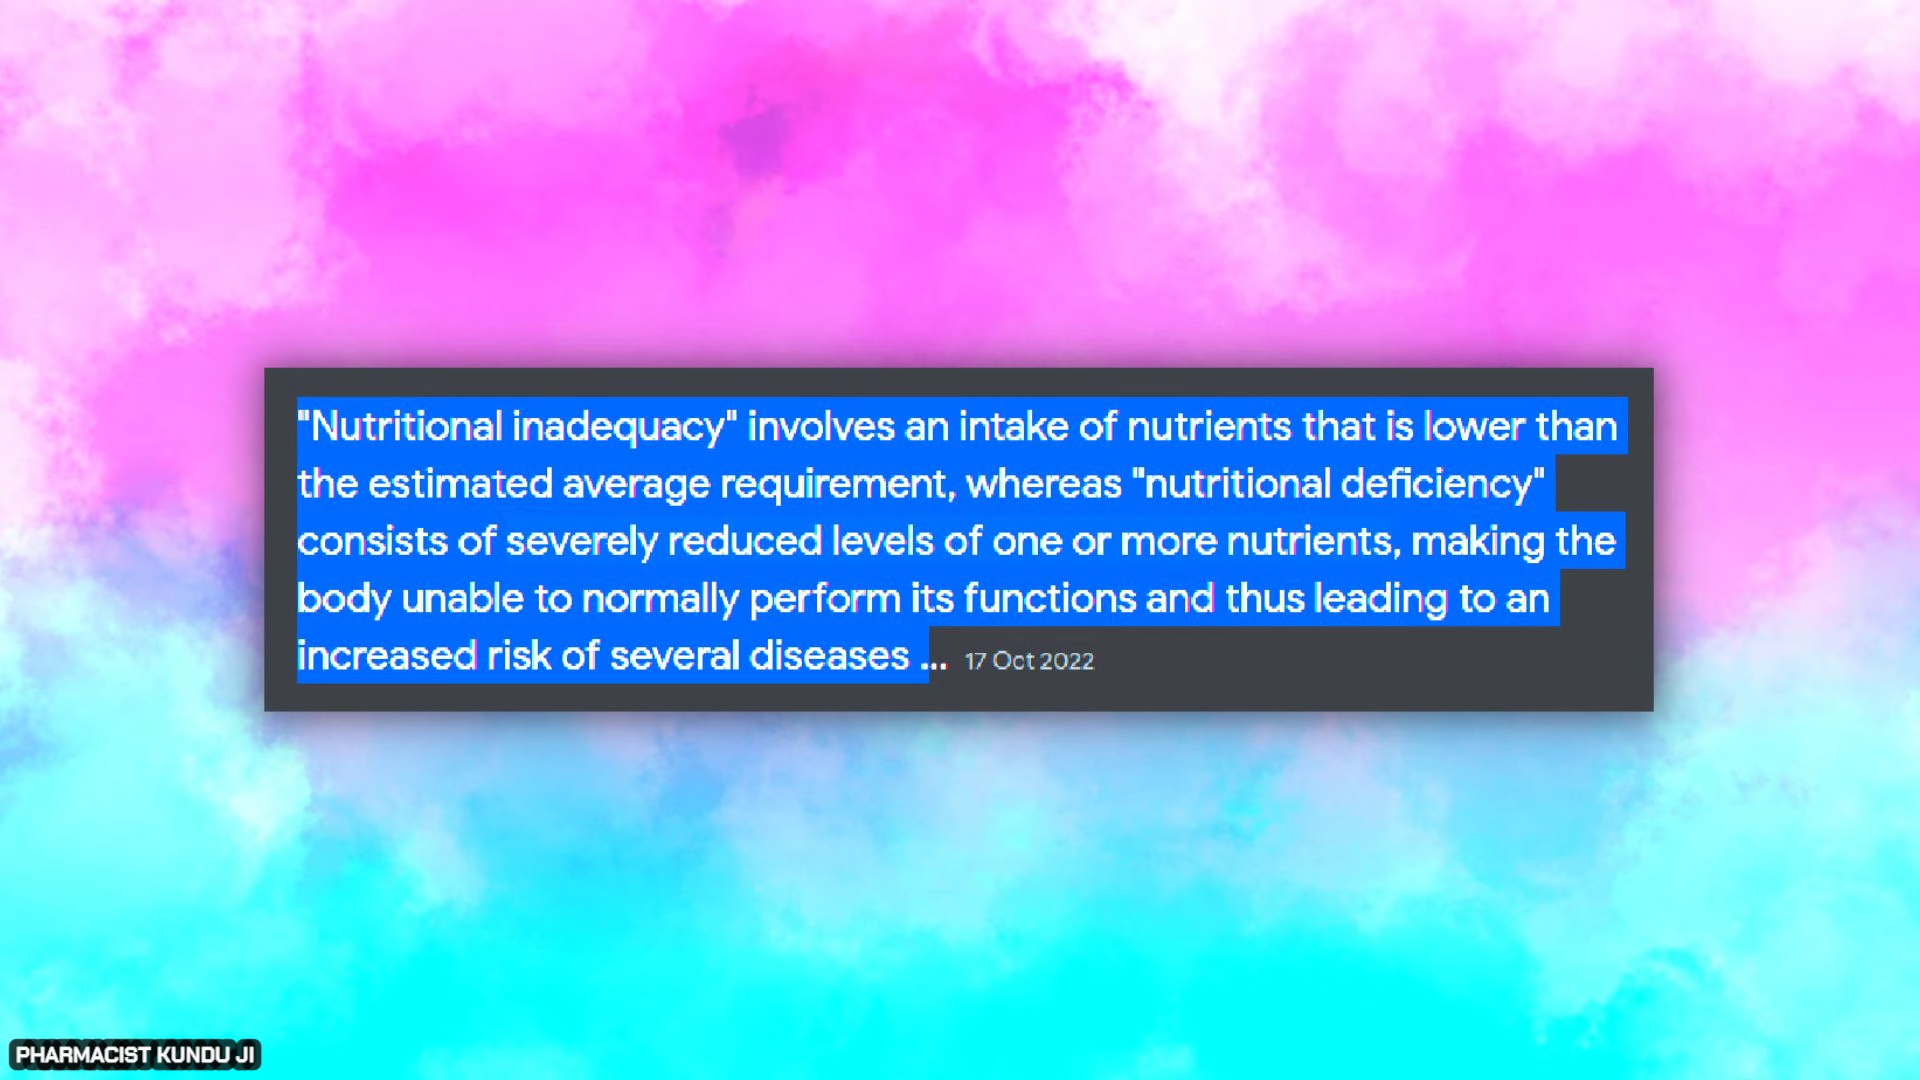 "Nutritional inadequacy" involves an intake of nutrients that is lower than
the estimated average requirement, whereas "nutritional deficiency"
consists of severely reduced levels of one or more nutrients, making the
body unable to normally perform its functions and thus leading to an
increased risk of several diseases ... 17 Oct 2022
PHARMACIST KUNDU JI